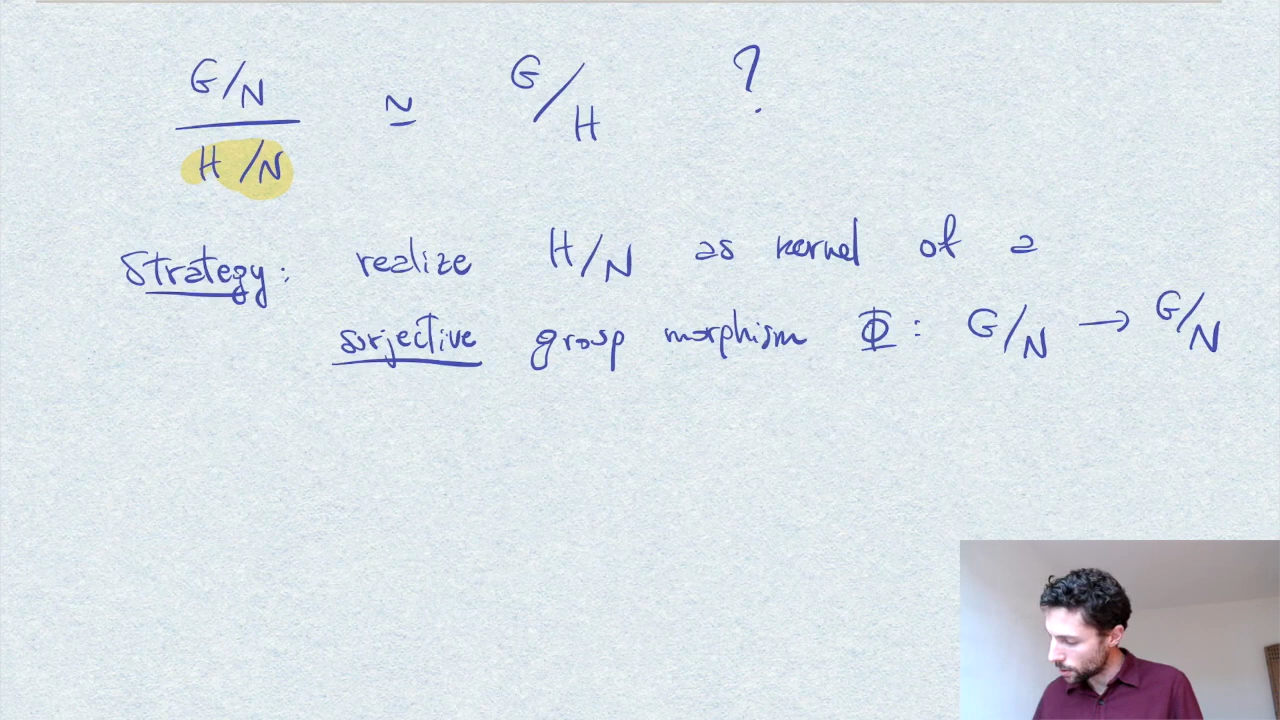 G/N / H/N ≃ G/H ?
Strategy: realize H/N as kernel of a
surjective group morphism Φ: G/N → G/N